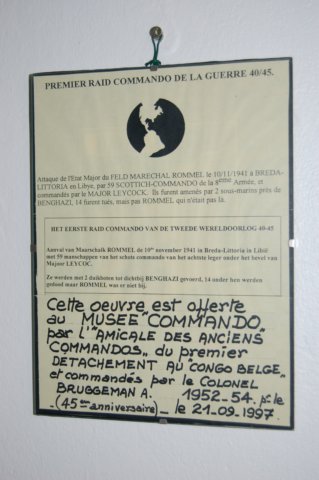 PREMIER RAID COMMANDO DE LA GUERRE 40/45.
Attaque de l'Etat Major du FELD MARECHAL ROMMEL le 10/11/1941 à BREDA-
LITTORIA en Libye, par 59 SCOTTICH-COMMANDO de la 8ème Armée, et
commandés par le MAJOR LEYCOCK. Ils furent amenés par 2 sous-marins près de
BENGHAZI, 14 furent tués, mais pas ROMMEL qui n'était pas là.
HET EERSTE RAID COMMANDO VAN DE TWEEDE WERELDOORLOG 40-45
Aanval van Maarschalk ROMMEL de 10e november 1941 in Breda-Littoria in Libië
met 59 manschappen van het schots commando van het achtste leger onder het bevel van
Majoor LEYCOC.
Ze werden met 2 duikboten tot dichtbij BENGHAZI gevoerd, 14 onder hen werden
gedood maar ROMMEL was er niet bij.
Cette oeuvre est offerte
au MUSEE "COMMANDO"
par l'"AMICALE DES ANCIENS
COMMANDOS" du premier
DETACHEMENT AU "CONGO BELGE"
et commandés par le COLONEL
BRUGGEMAN A. 1952-54. pr le
(45ème anniversaire) - le 21-09-1997.